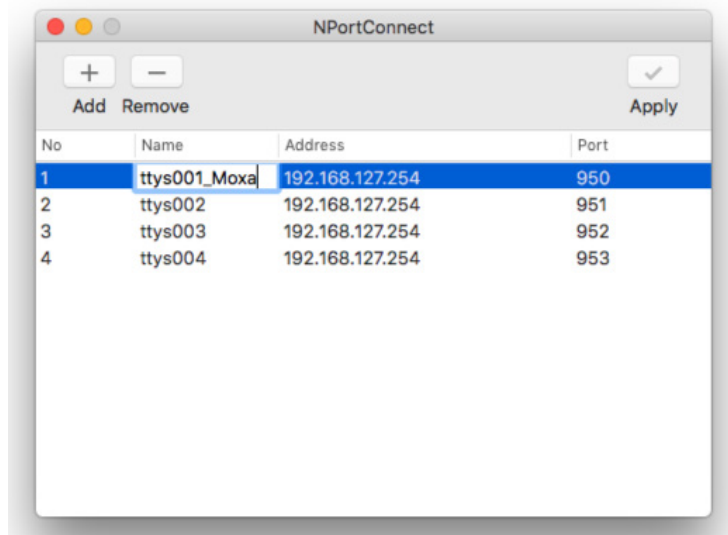 NPortConnect
Add Remove Apply
No Name Address Port
1 ttys001_Moxa 192.168.127.254 950
2 ttys002 192.168.127.254 951
3 ttys003 192.168.127.254 952
4 ttys004 192.168.127.254 953